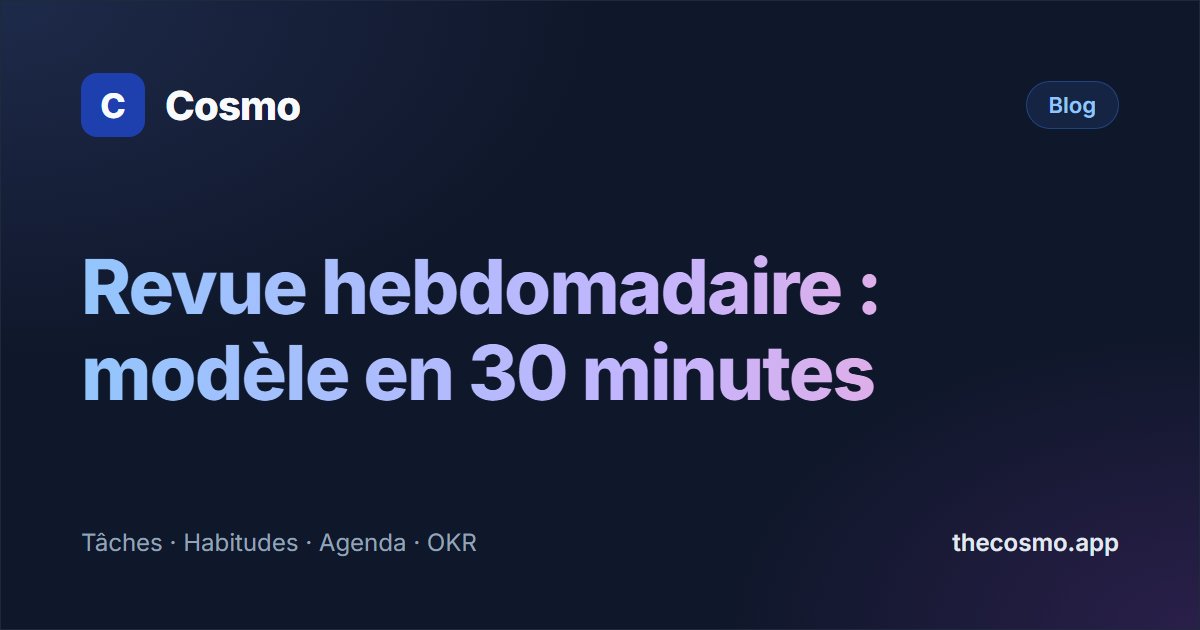 C Cosmo
Blog
Revue hebdomadaire :
modèle en 30 minutes
Tâches · Habitudes · Agenda · OKR
thecosmo.app